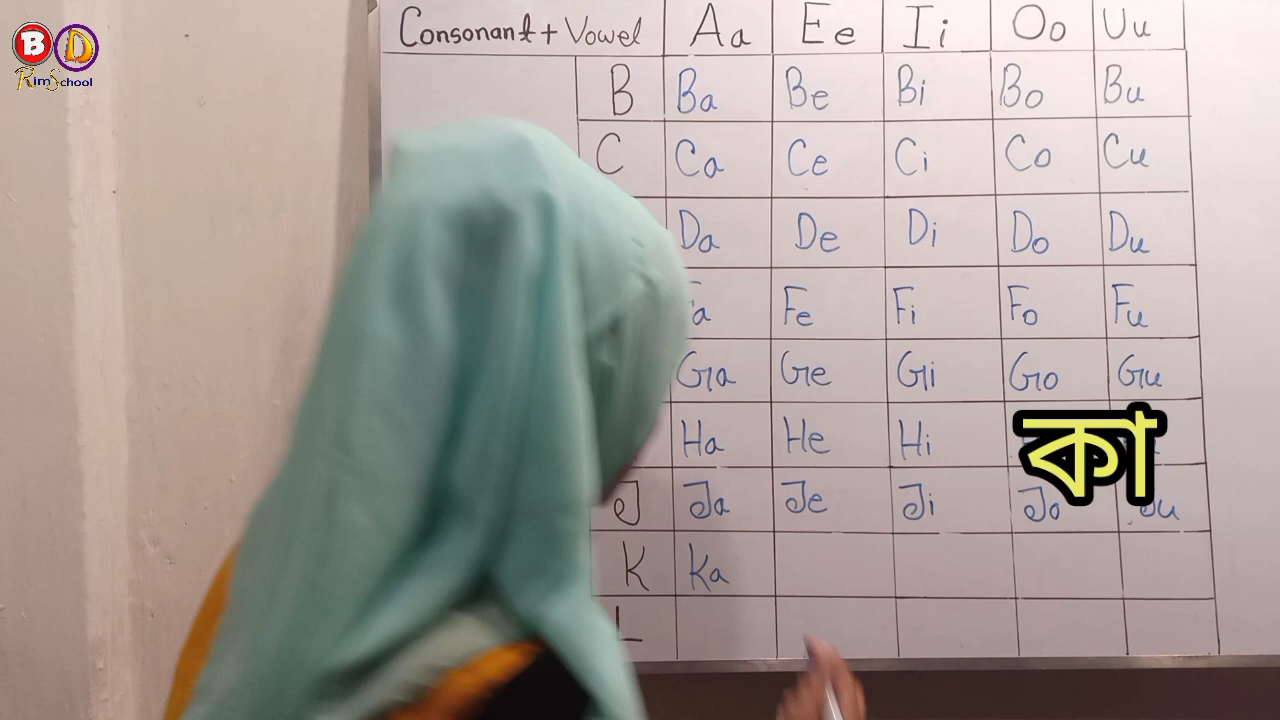 BD
RimSchool
Consonant + Vowel Aa Ee Ii Oo Uu
B Ba Be Bi Bo Bu
C Ca Ce Ci Co Cu
Da De Di Do Du
Fe Fi Fo Fu
Ga Ge Gi Go Gu
Ha He Hi
কা
J Ja Je Ji Jo Ju
K Ka
L